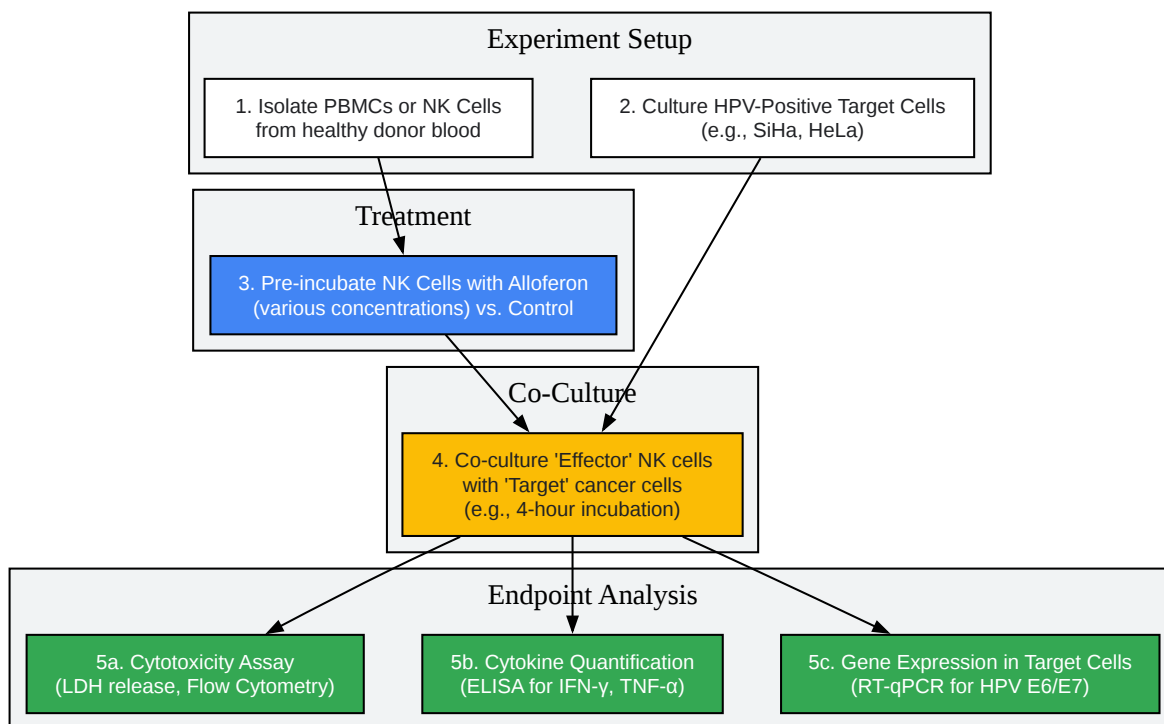 Experiment Setup
1. Isolate PBMCs or NK Cells
from healthy donor blood
2. Culture HPV-Positive Target Cells
(e.g., SiHa, HeLa)
Treatment
3. Pre-incubate NK Cells with Alloferon
(various concentrations) vs. Control
Co-Culture
4. Co-culture 'Effector' NK cells
with 'Target' cancer cells
(e.g., 4-hour incubation)
Endpoint Analysis
5a. Cytotoxicity Assay
(LDH release, Flow Cytometry)
5b. Cytokine Quantification
(ELISA for IFN-γ, TNF-α)
5c. Gene Expression in Target Cells
(RT-qPCR for HPV E6/E7)